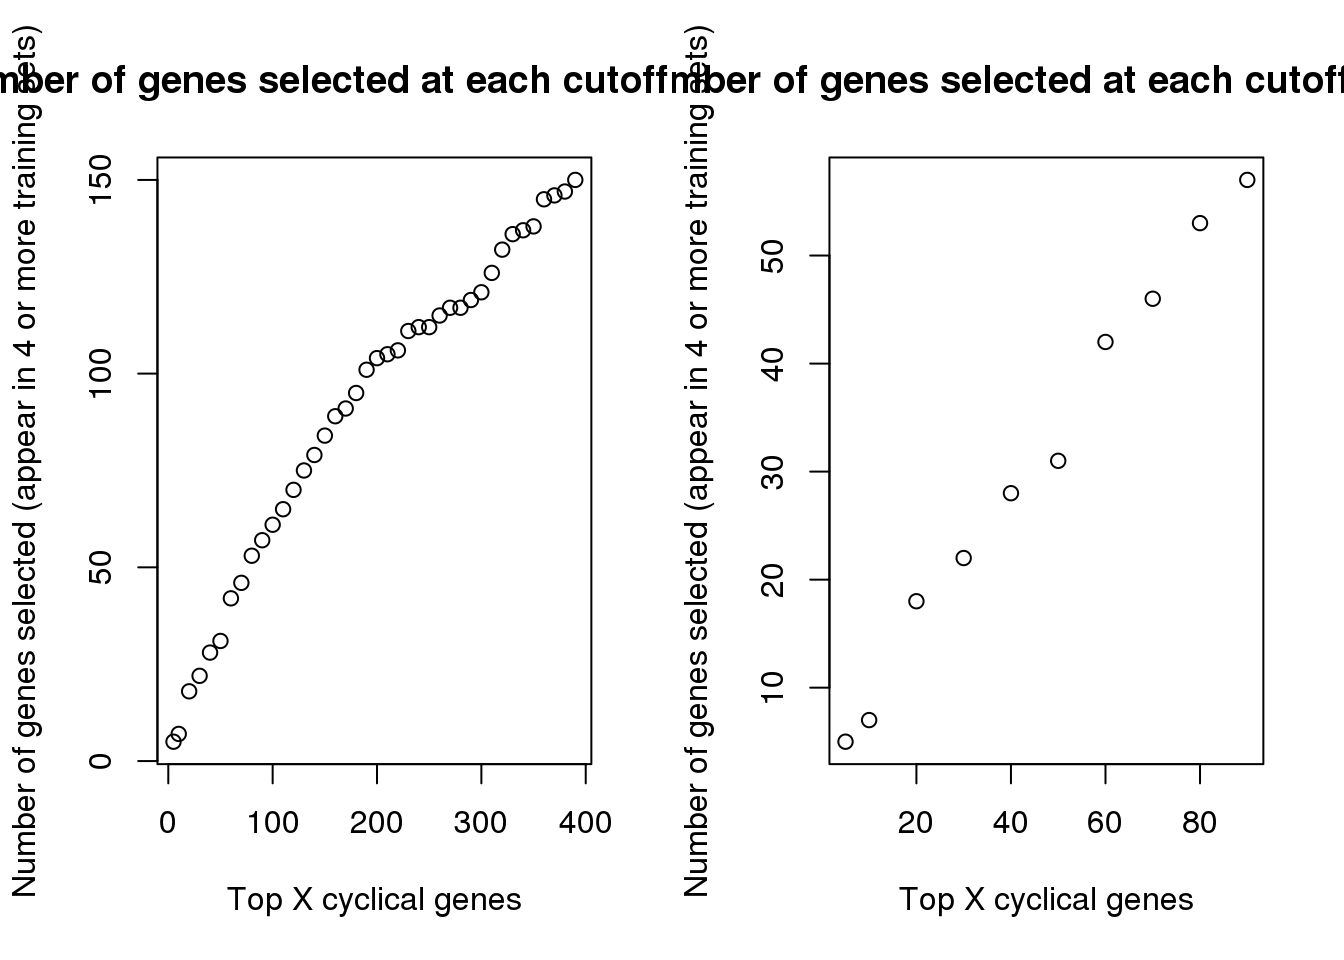 mber of genes selected at each cutoff
mber of genes selected at each cutoff
Number of genes selected (appear in 4 or more training sets)
150
100
50
0
0 100 200 300 400
Top X cyclical genes
Number of genes selected (appear in 4 or more training sets)
50
40
30
20
10
20 40 60 80
Top X cyclical genes